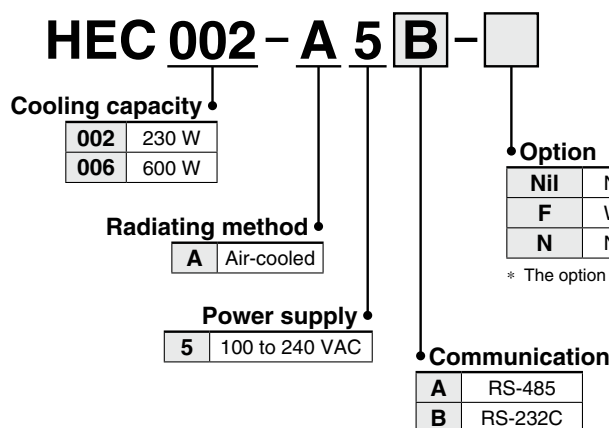 HEC 002 - A 5 B -
Cooling capacity
002 230 W
006 600 W
Radiating method
A Air-cooled
Power supply
5 100 to 240 VAC
Option
Nil
F
N
* The option
Communication
A RS-485
B RS-232C